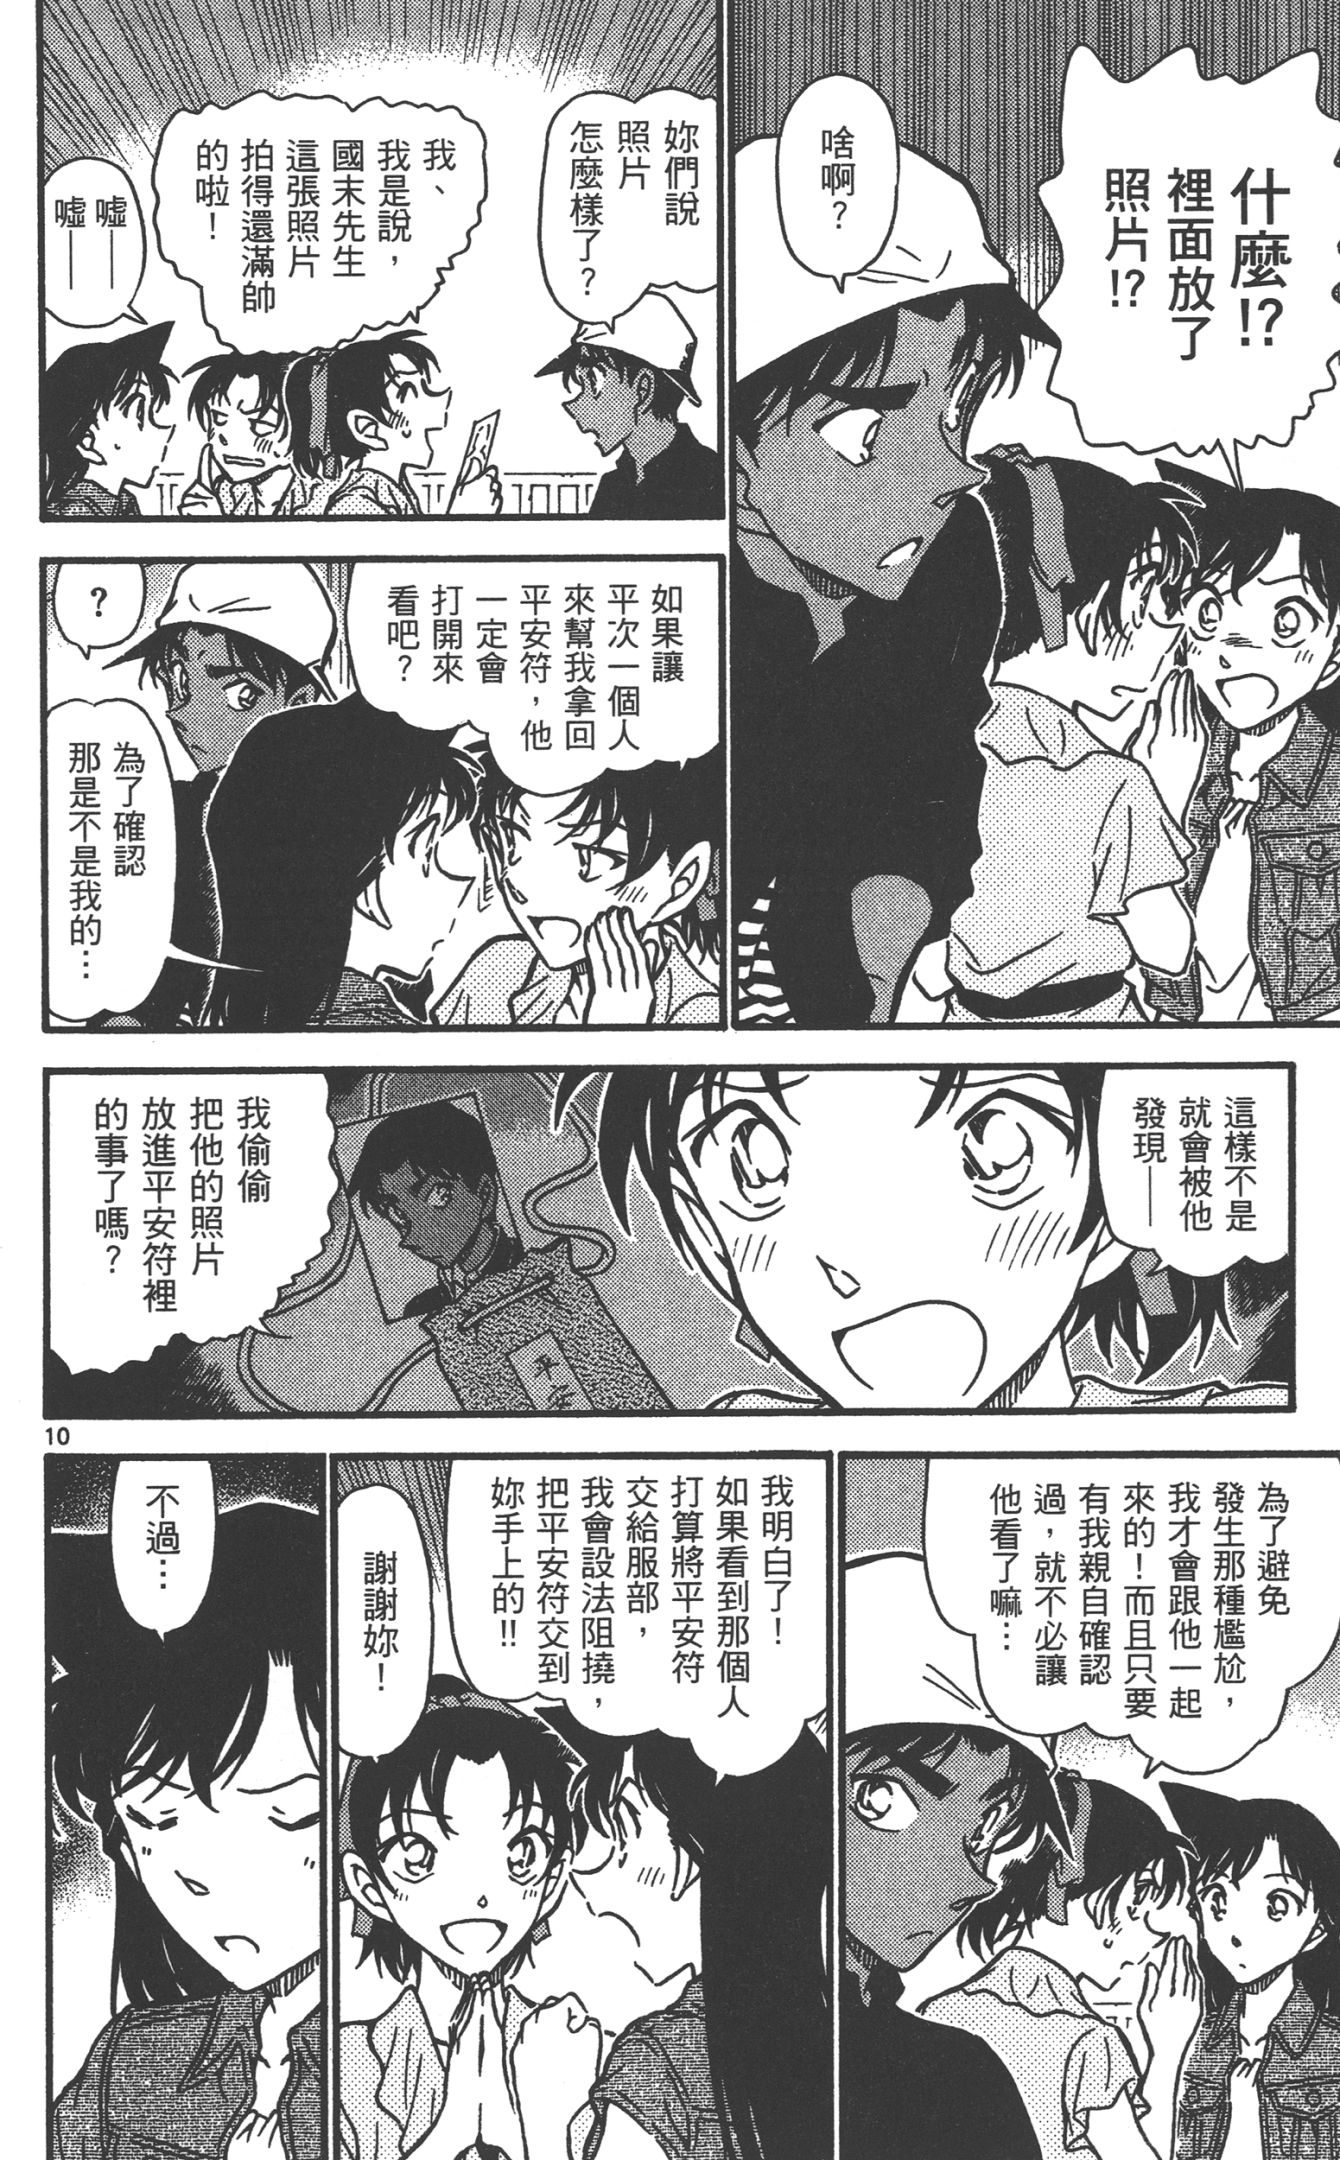 什麼!?
裡面放了
照片!?
啥啊？
妳們說
照片
怎麼樣了？
我、
我是說，
國末先生
這張照片
拍得還滿帥
的啦！
噓——
噓——
如果讓
平次一個人
來幫我拿回
平安符，他
一定會
打開來
看吧？
？
為了確認
那是不是我的…
這樣不是
就會被他
發現——
我偷偷
把他的照片
放進平安符裡
的事了嗎？
平安
10
為了避免
發生那種尷尬，
我才會跟他一起
來的！而且只要
有我親自確認
過，就不必讓
他看了嘛…
我明白了！
如果看到那個人
打算將平安符
交給服部，
我會設法阻撓，
把平安符交到
妳手上的!!
謝謝妳！
不過…